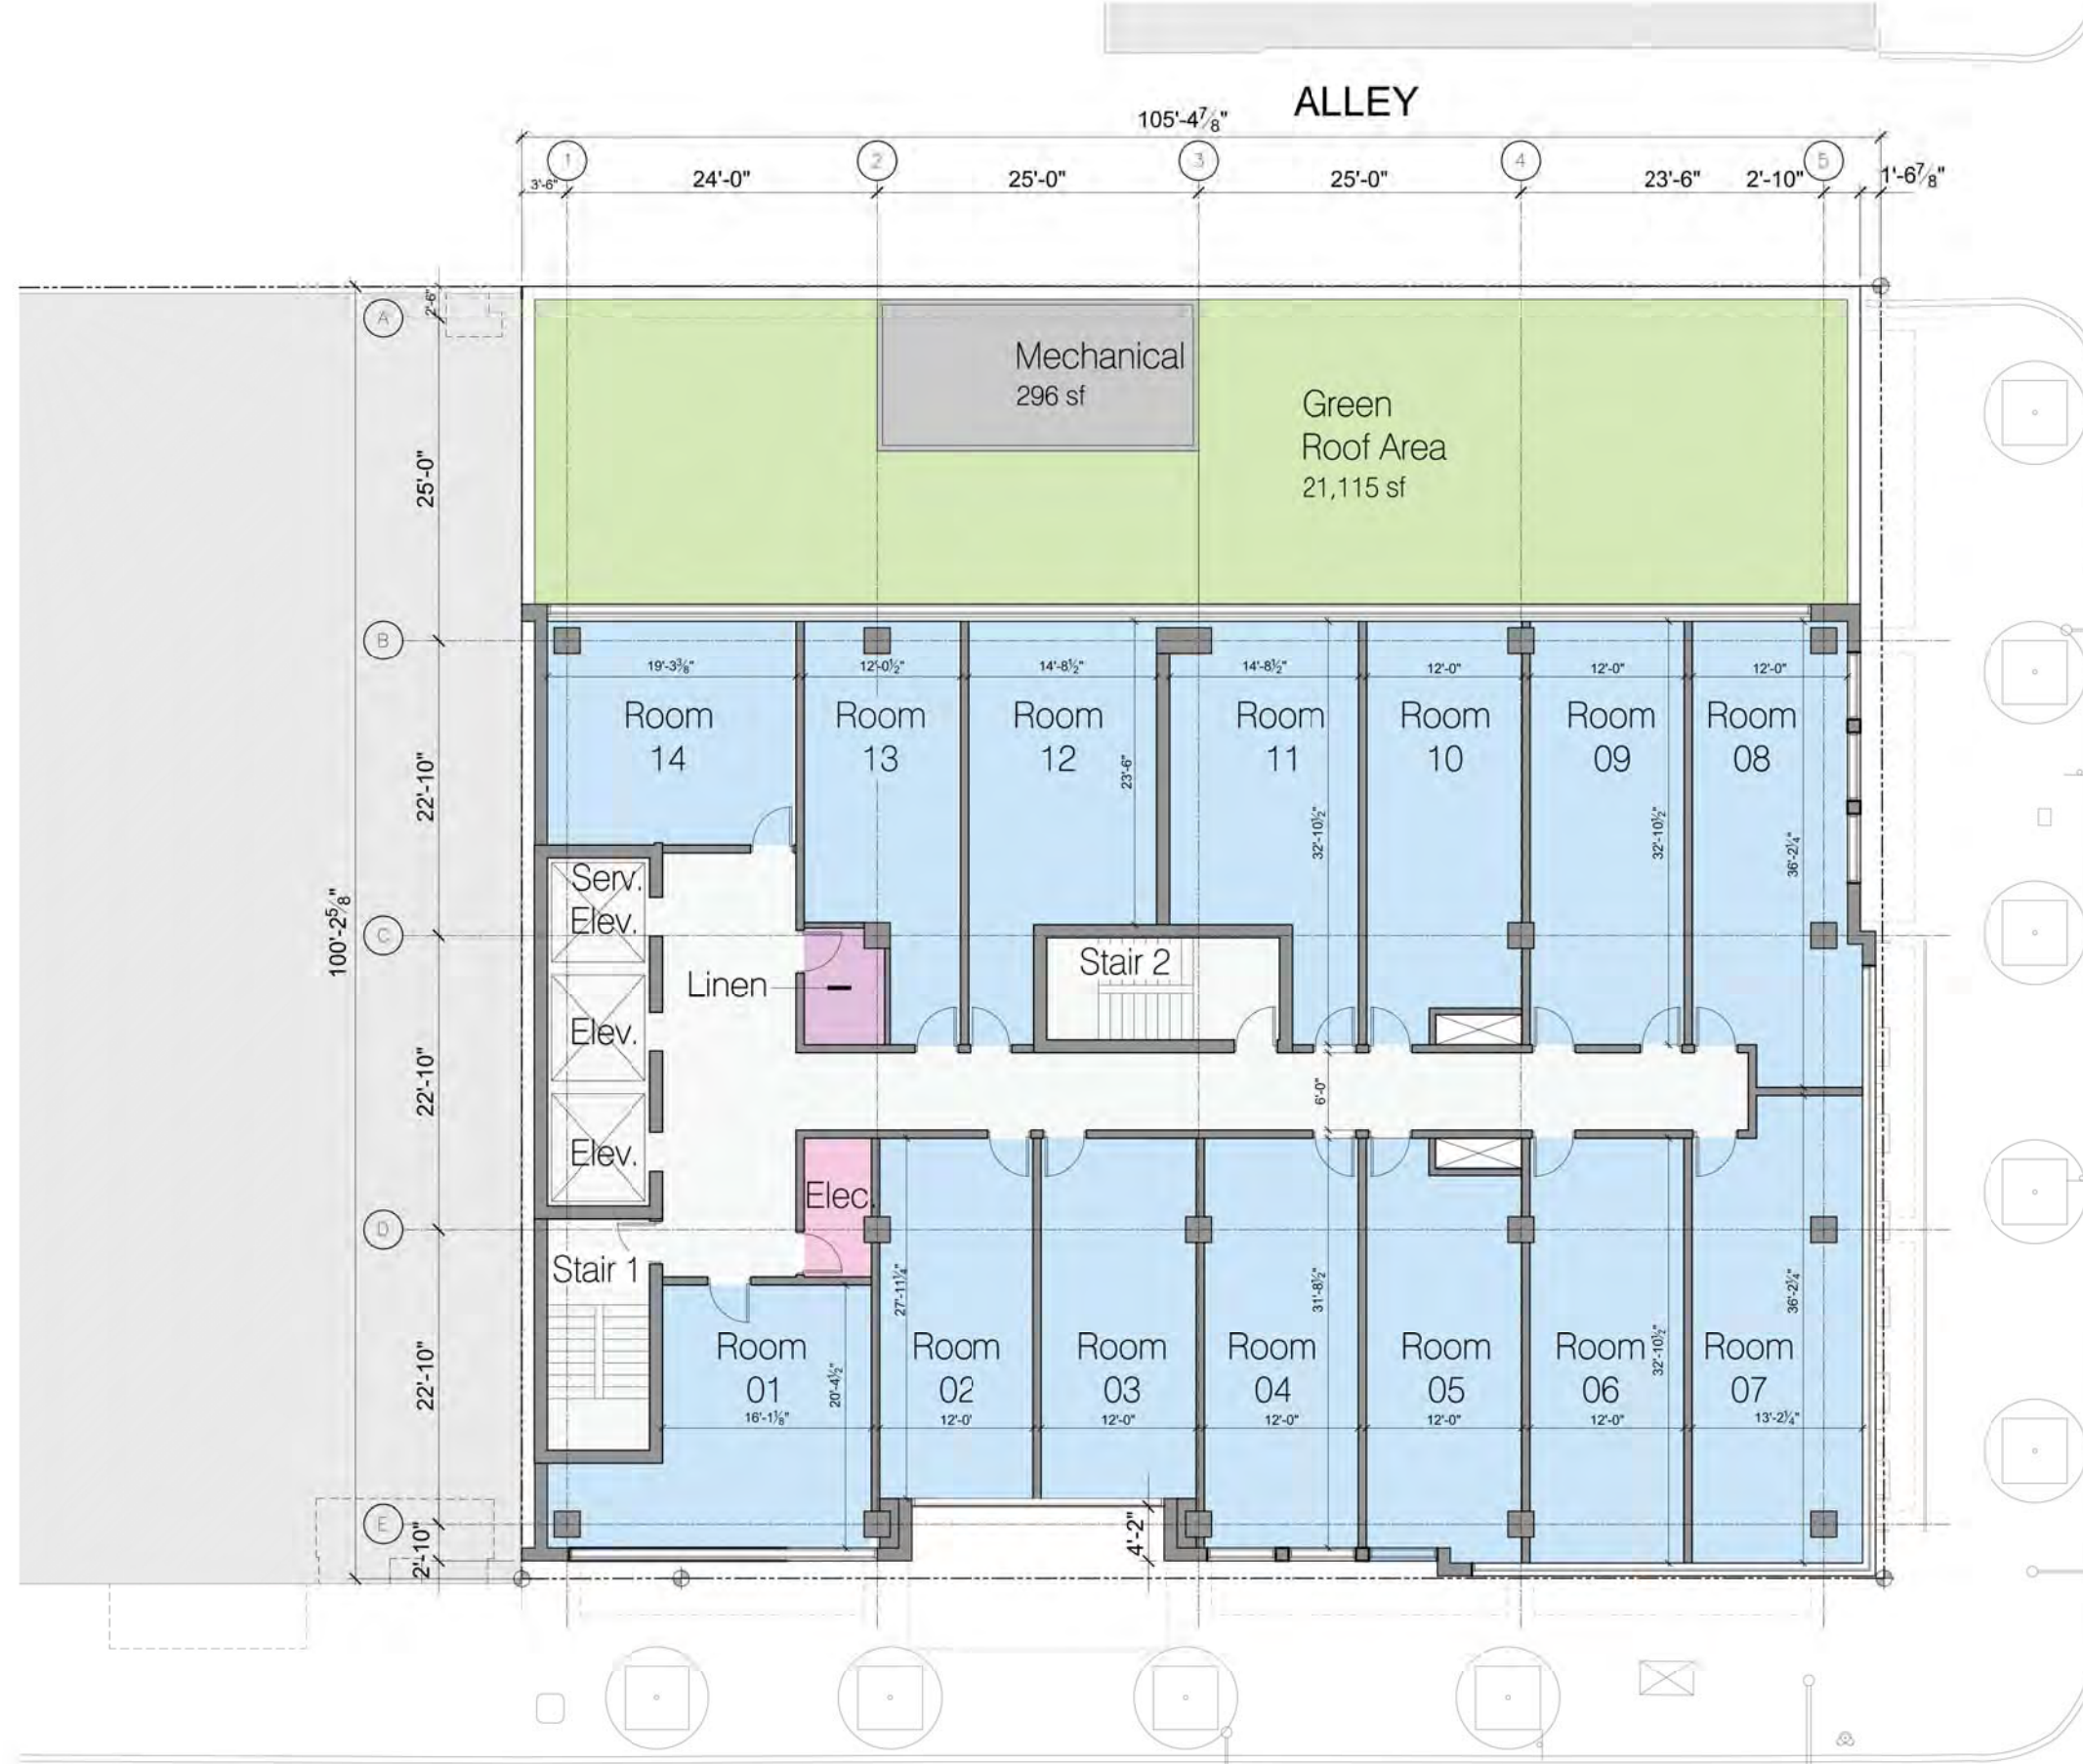 ALLEY
105'-4⅞"
1 2 3 4 5
3'-6" 24'-0" 25'-0" 25'-0" 23'-6" 2'-10" 1'-6⅞"
A
2'-6"
Mechanical
296 sf
Green
Roof Area
21,115 sf
25'-0"
B
19'-3⅜" 12'-0½" 14'-8½" 14'-8½" 12'-0" 12'-0" 12'-0"
Room
14
Room
13
Room
12
Room
11
Room
10
Room
09
Room
08
23'-6"
32'-10½"
32'-10½"
36'-2¼"
22'-10"
100'-2⅝"
C
Serv.
Elev.
Linen
Stair 2
Elev.
22'-10"
6'-0"
Elev.
Elec.
D
Stair 1
27'-11¼"
31'-8½"
32'-10½"
36'-2¼"
20'-4½"
22'-10"
Room
01
16'-1⅛"
Room
02
12'-0'
Room
03
12'-0"
Room
04
12'-0"
Room
05
12'-0"
Room
06
12'-0"
Room
07
13'-2¼"
E
2'-10"
4'-2"